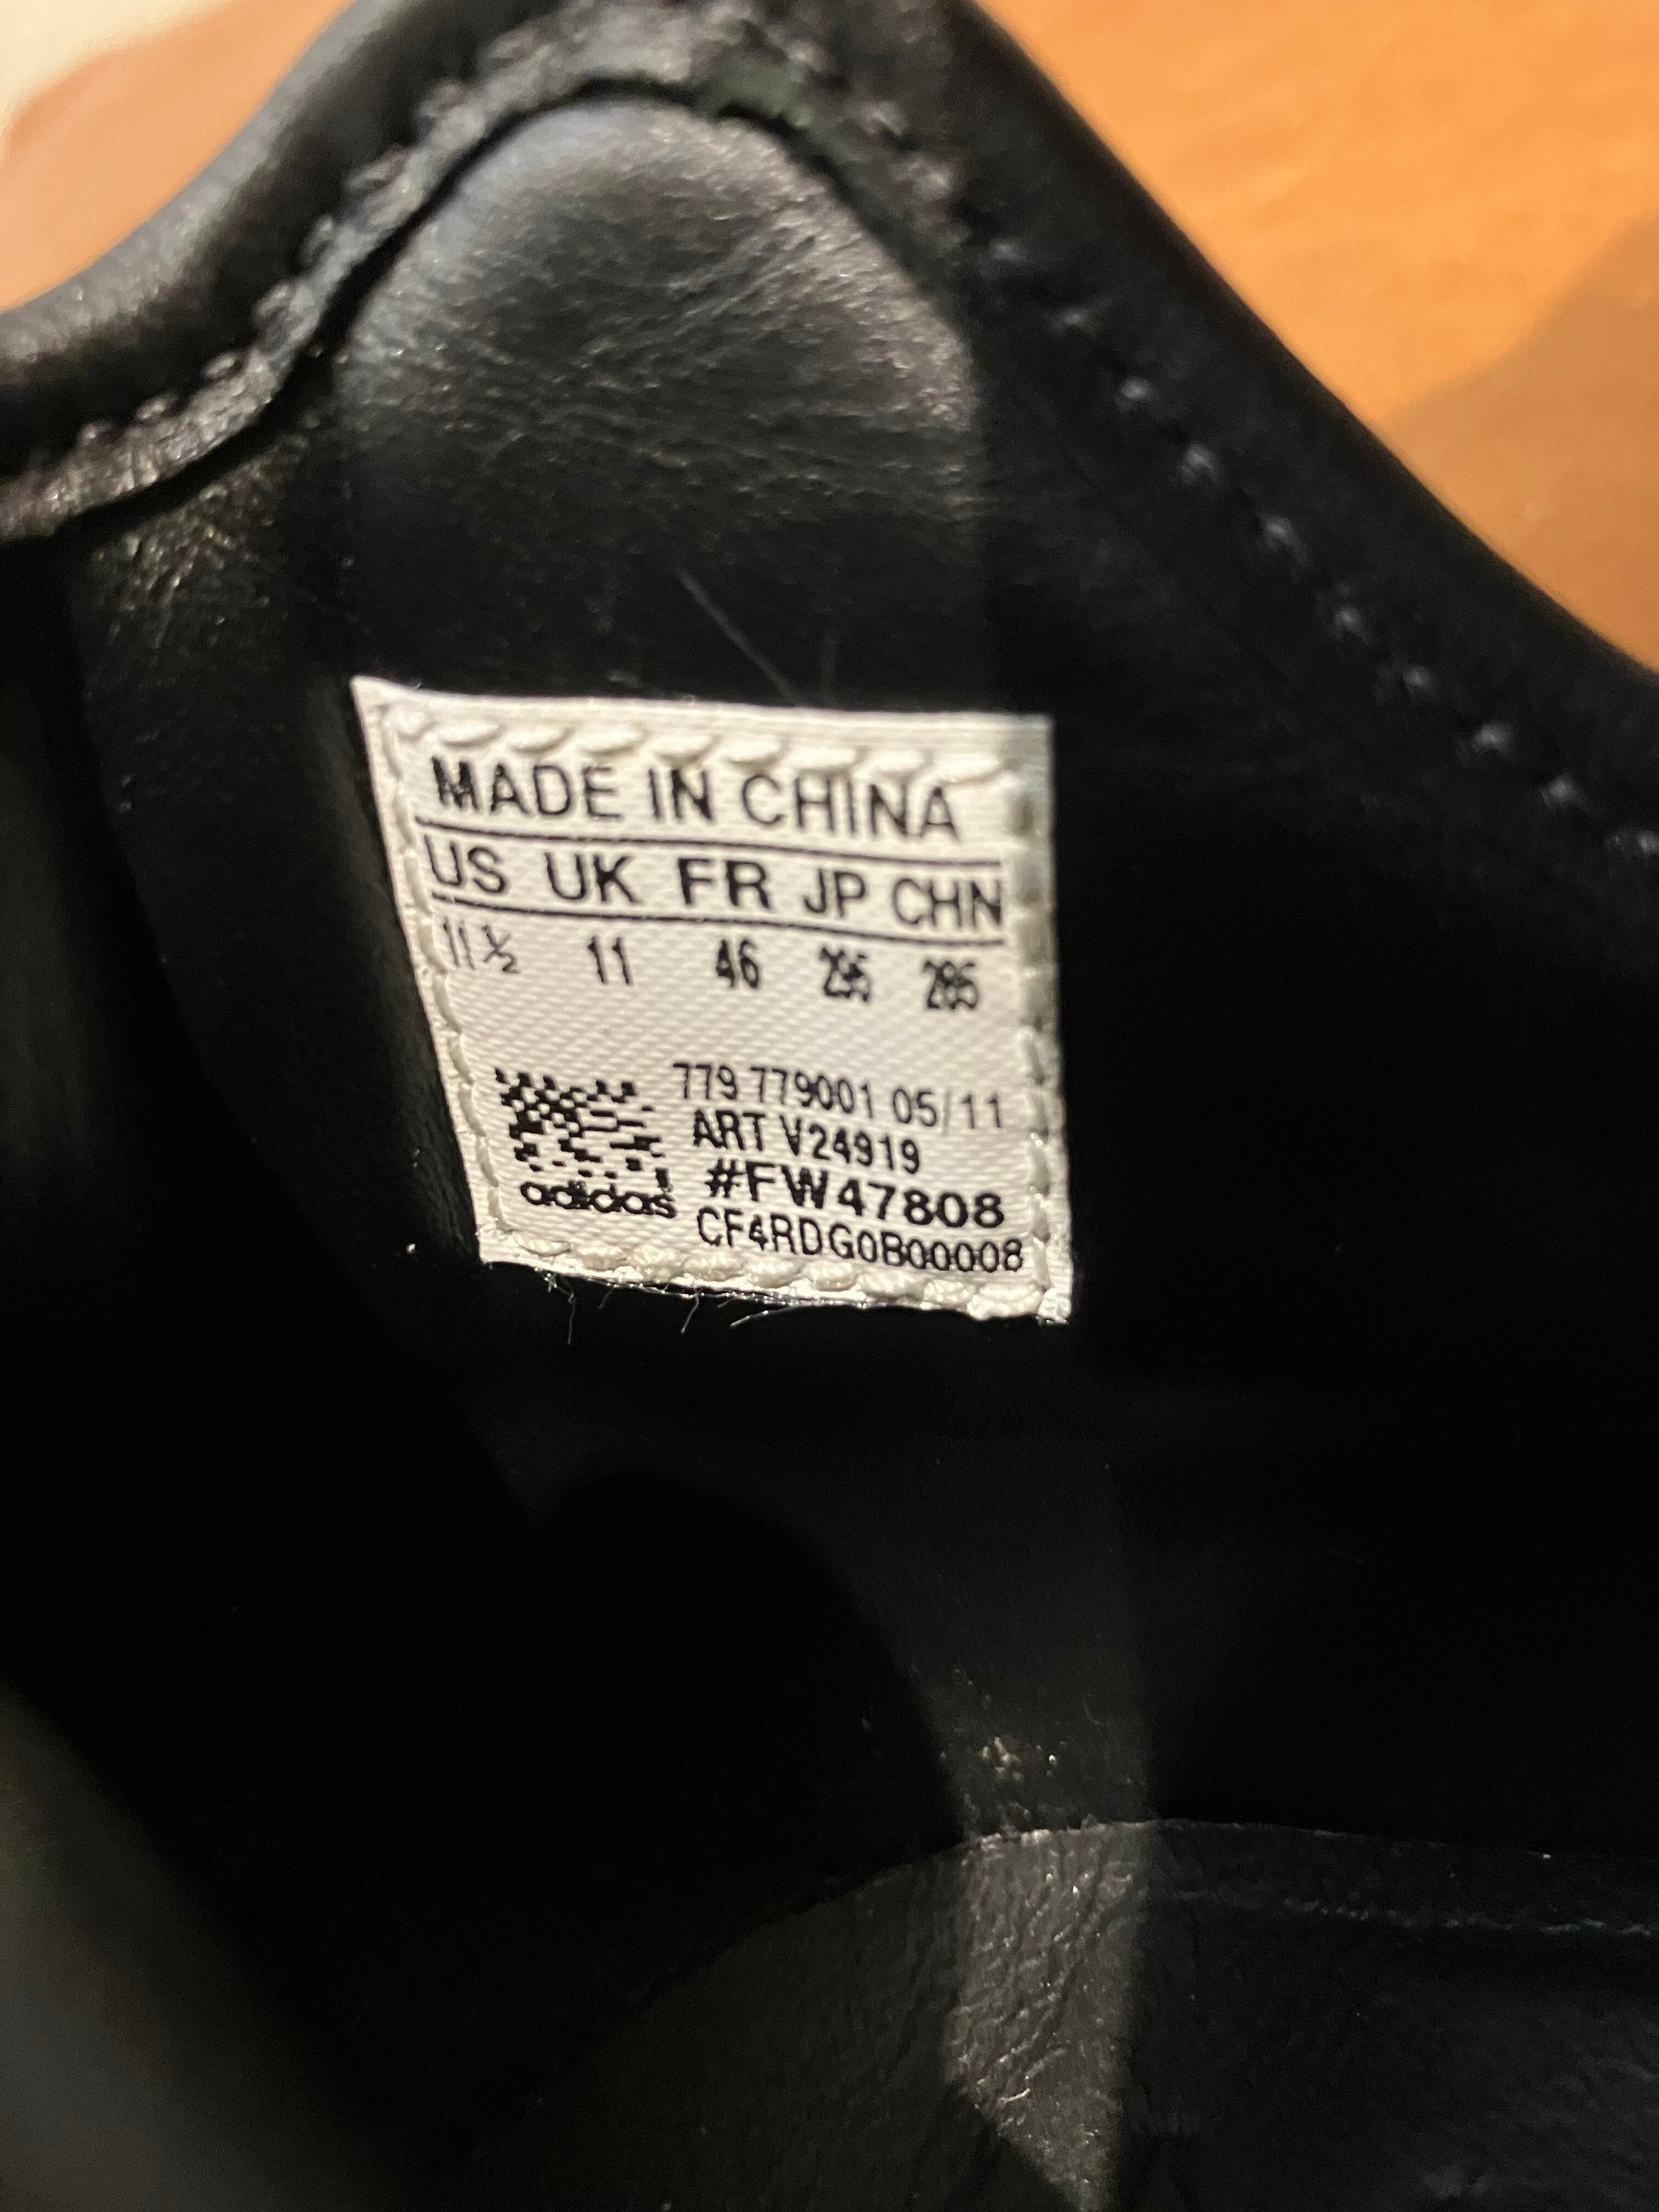 MADE IN CHINA
US UK FR JP CHN
11½ 11 46 295 285
779 779001 05/11
ART V24919
#FW47808
adidas
CF4RDG0B00008